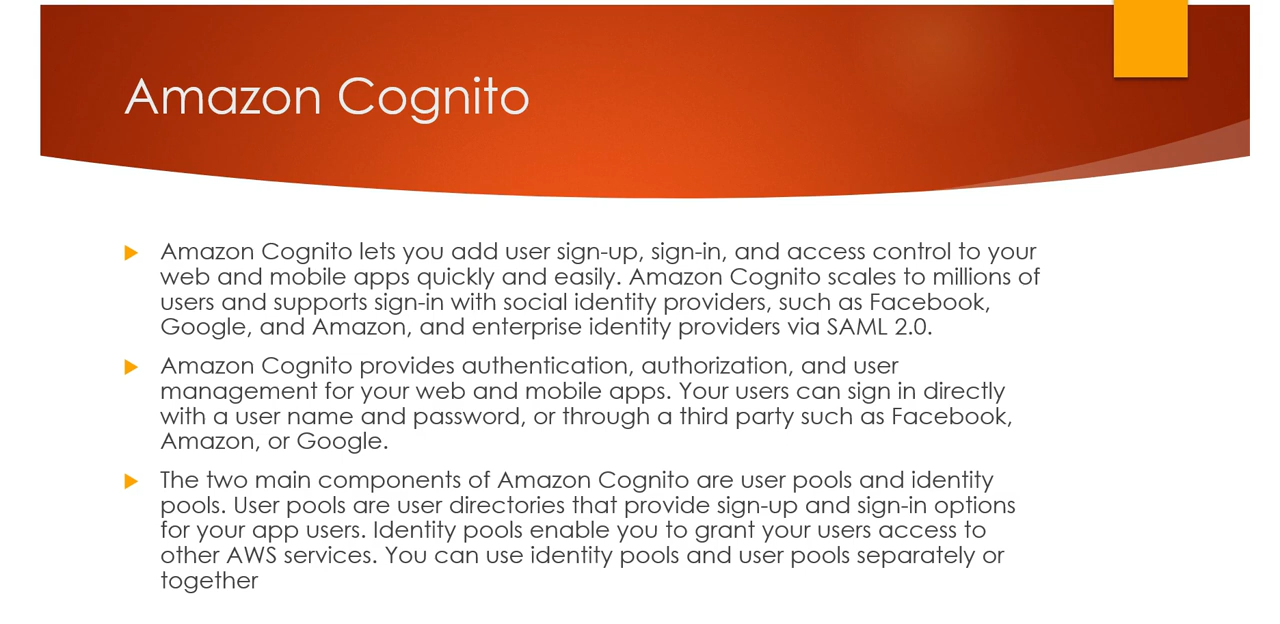 Amazon Cognito
Amazon Cognito lets you add user sign-up, sign-in, and access control to your
web and mobile apps quickly and easily. Amazon Cognito scales to millions of
users and supports sign-in with social identity providers, such as Facebook,
Google, and Amazon, and enterprise identity providers via SAML 2.0.
Amazon Cognito provides authentication, authorization, and user
management for your web and mobile apps. Your users can sign in directly
with a user name and password, or through a third party such as Facebook,
Amazon, or Google.
The two main components of Amazon Cognito are user pools and identity
pools. User pools are user directories that provide sign-up and sign-in options
for your app users. Identity pools enable you to grant your users access to
other AWS services. You can use identity pools and user pools separately or
together